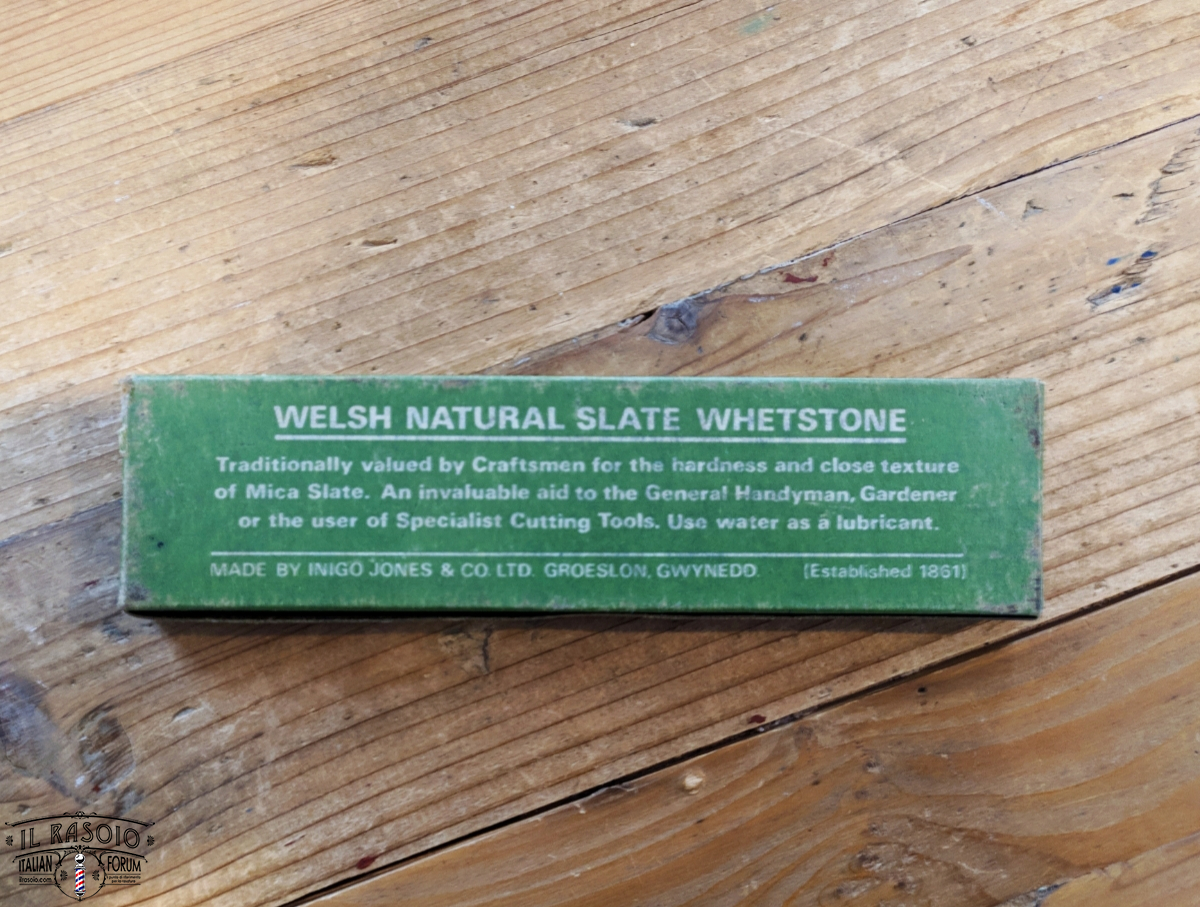 WELSH NATURAL SLATE WHETSTONE
Traditionally valued by Craftsmen for the hardness and close texture
of Mica Slate. An invaluable aid to the General Handyman, Gardener
or the user of Specialist Cutting Tools. Use water as a lubricant.
MADE BY INIGO JONES & CO. LTD. GROESLON, GWYNEDD. (Established 1861)
IL RASOIO
ITALIAN FORUM
ilrasoio.com